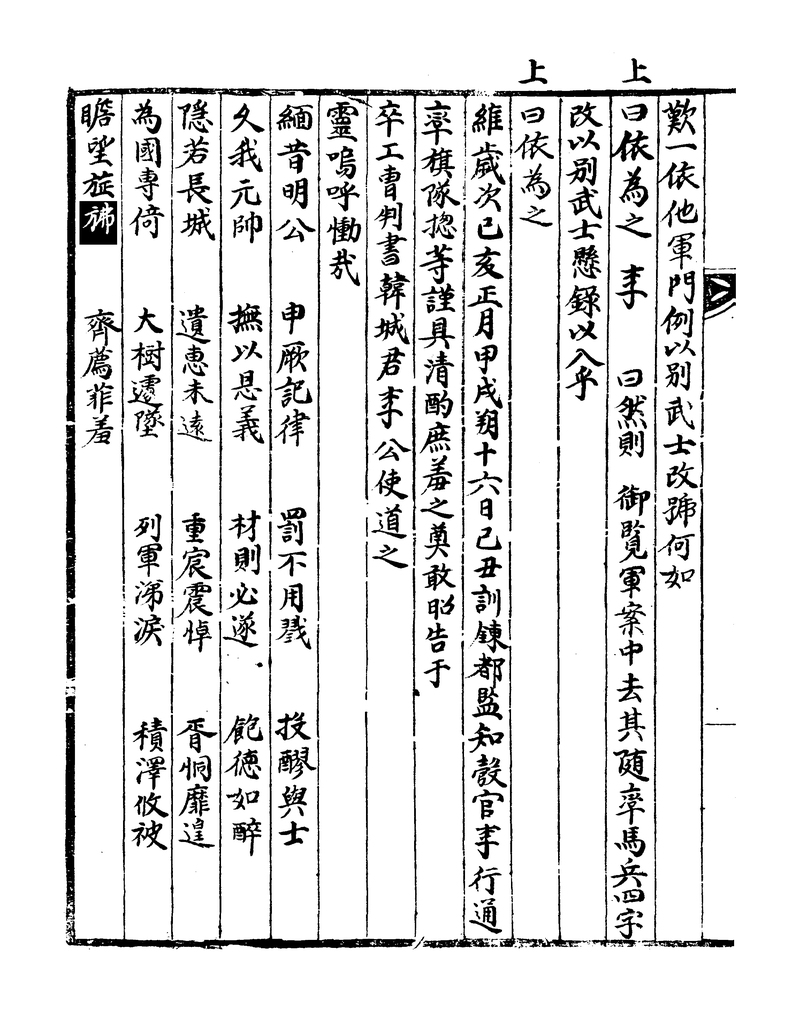 歎一依他軍門例以別武士改號何如
上曰依為之 李 曰然則 御覽軍案中去其随率馬兵四字
改以別武士懸錄以入乎
上曰依為之
維歲次己亥正月甲戌朔十六日己丑訓鍊都監知彀官李行通
率旗隊摠等謹具清酌庶羞之奠敢昭告于
卒工曹判書韓城君李公使道之
靈嗚呼慟哉
緬昔明公 申厥記律 罰不用戮 投醪與士
久我元帥 撫以恩義 材則必遂 飽德如醉
隱若長城 遺惠未遠 重宸震悼 胥恫靡遑
為國專倚 大樹遽墜 列軍涕淚 積澤攸被
瞻望旌旆 齊薦菲羞